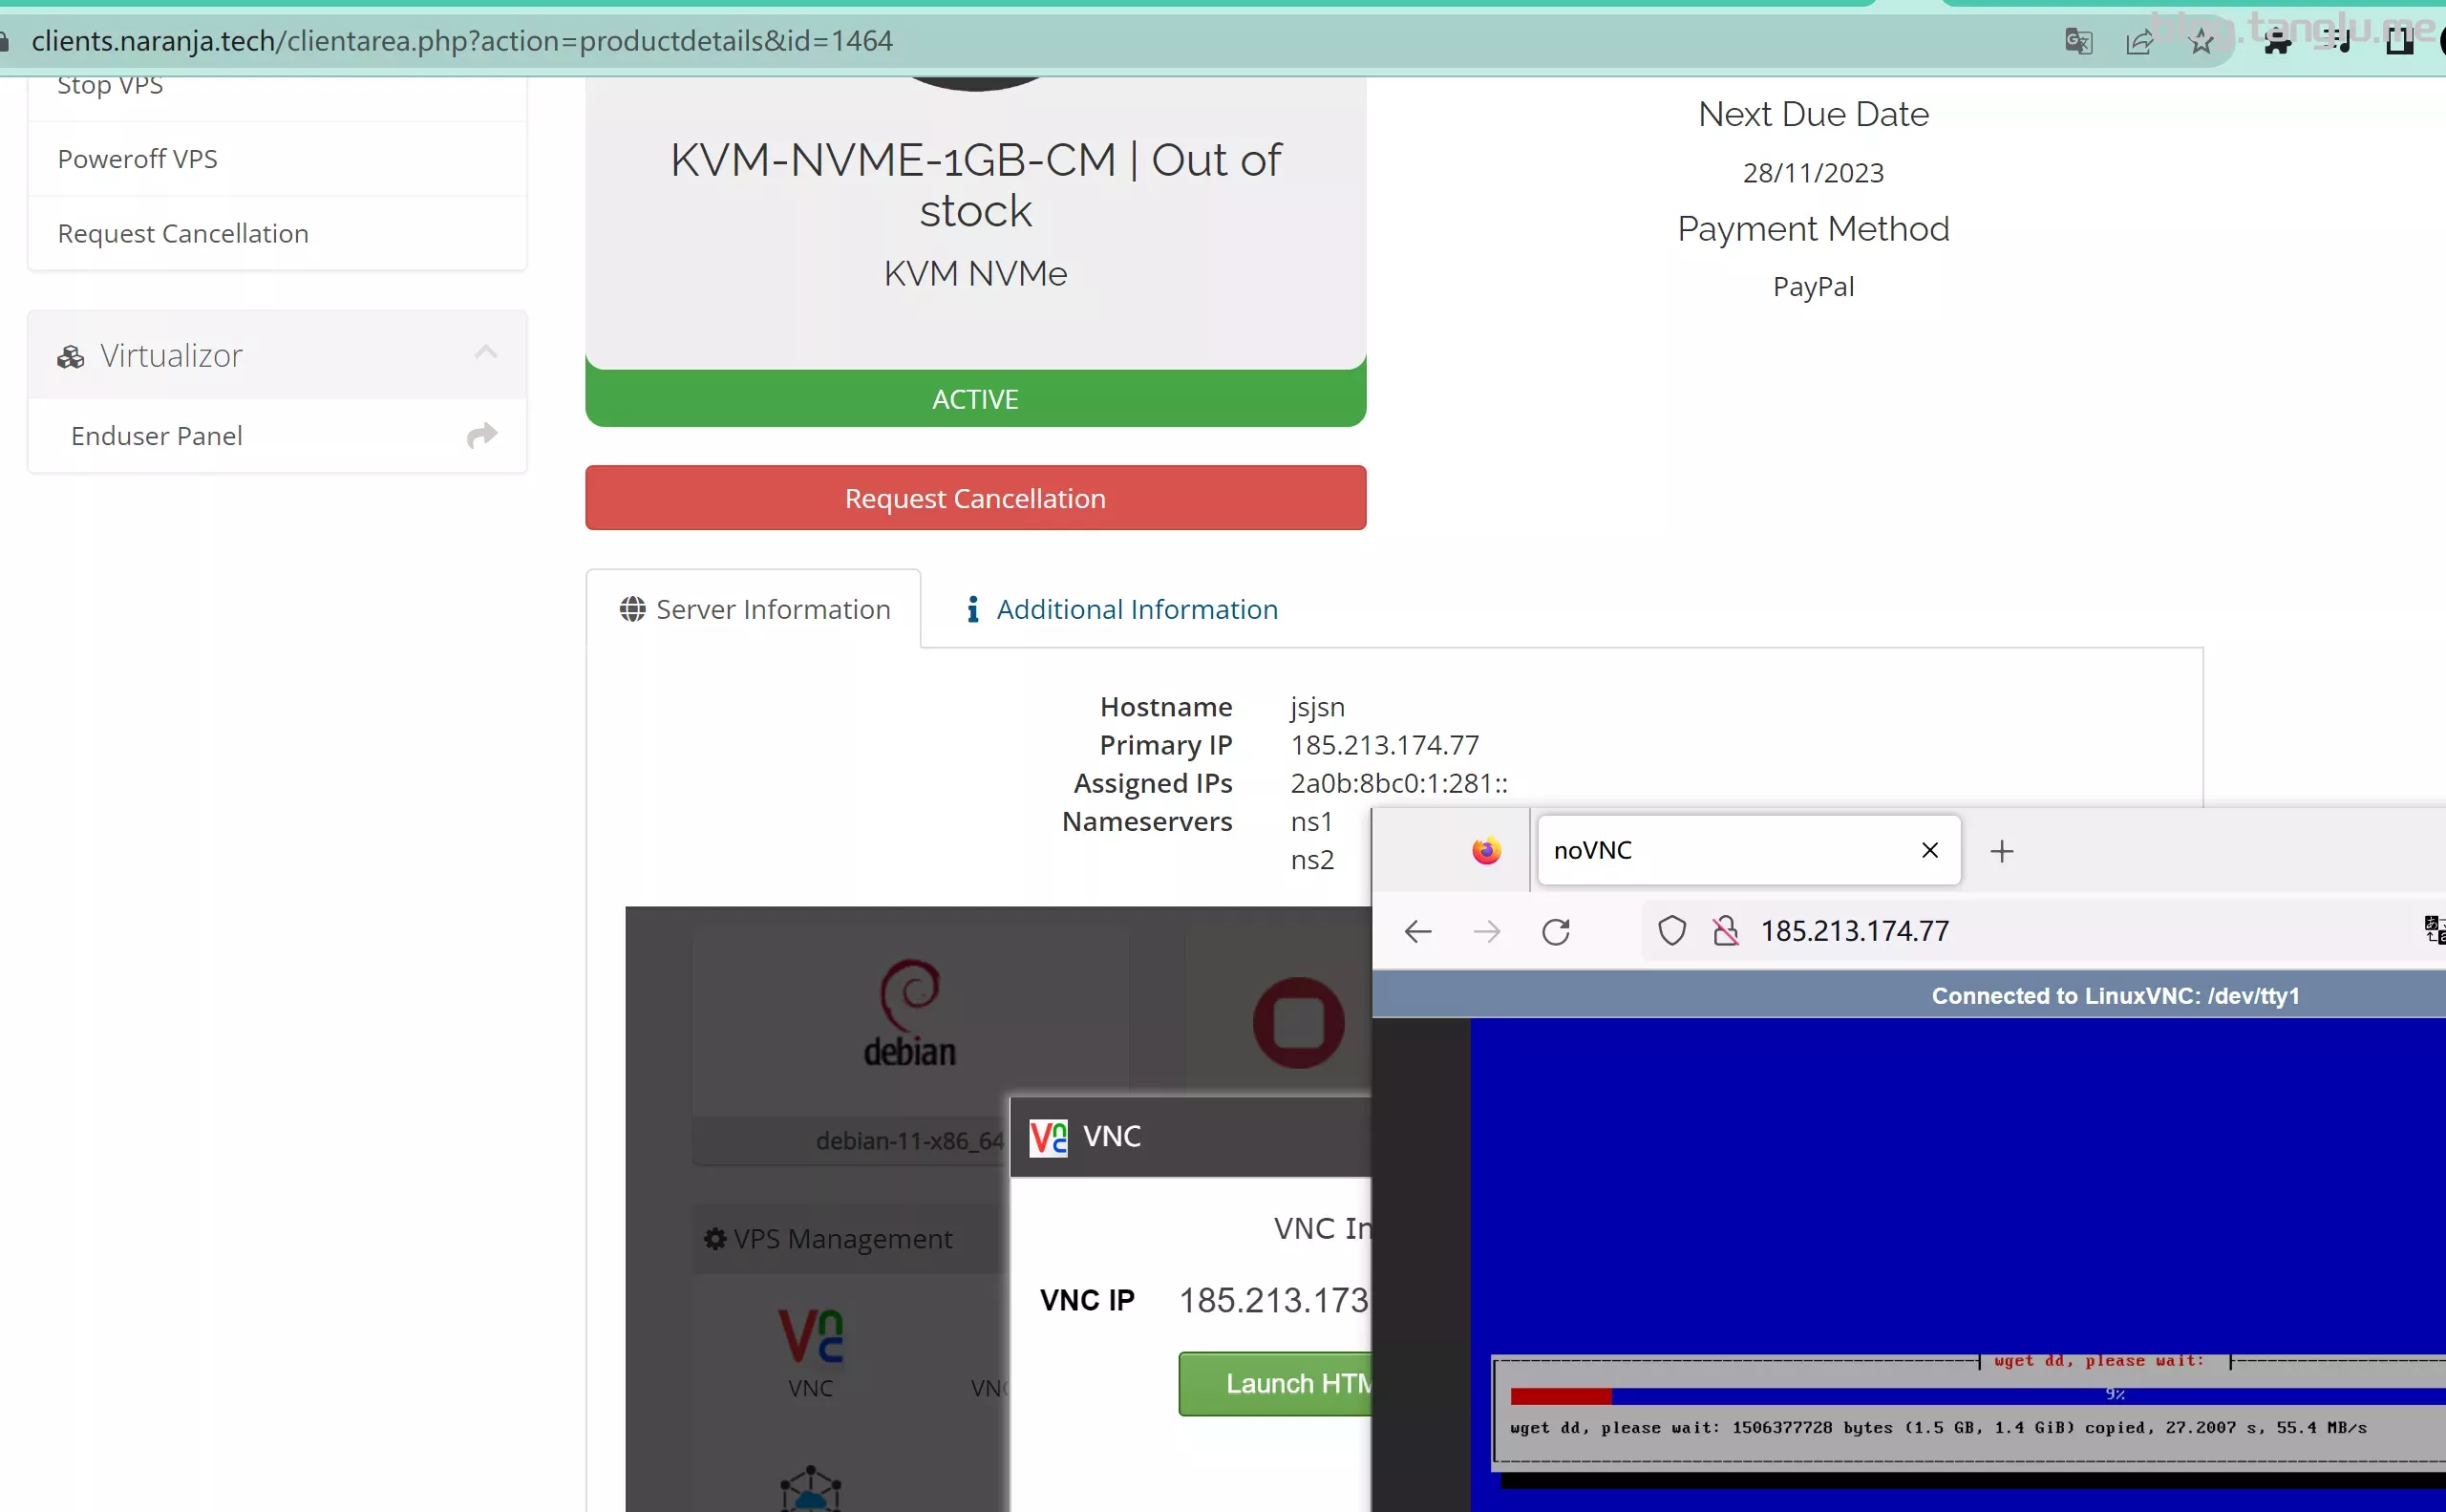 clients.naranja.tech/clientarea.php?action=productdetails&id=1464
blog.tanglu.me
Stop VPS
Poweroff VPS
Request Cancellation
Virtualizor
Enduser Panel
KVM-NVME-1GB-CM | Out of
stock
KVM NVMe
ACTIVE
Request Cancellation
Next Due Date
28/11/2023
Payment Method
PayPal
Server Information
Additional Information
Hostname jsjsn
Primary IP 185.213.174.77
Assigned IPs 2a0b:8bc0:1:281::
Nameservers ns1
ns2
debian
debian-11-x86_64
VPS Management
VNC
VNC
VNC
VNC
VNC IP 185.213.173
Launch HTM
noVNC
185.213.174.77
Connected to LinuxVNC: /dev/tty1
wget dd, please wait:
9%
wget dd, please wait: 1506377728 bytes (1.5 GB, 1.4 GiB) copied, 27.2007 s, 55.4 MB/s